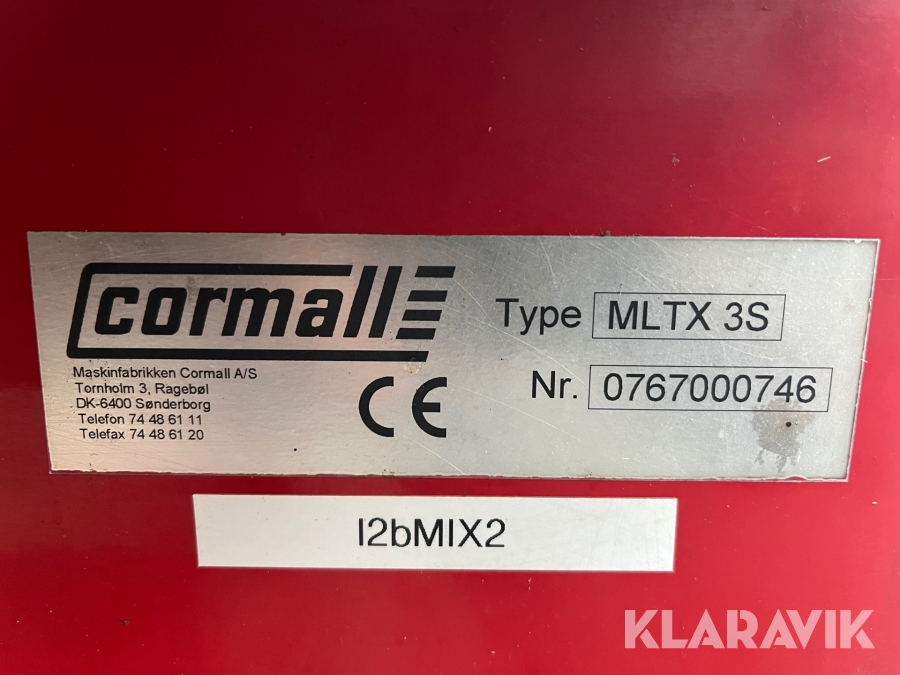 cormall
Maskinfabrikken Cormall A/S
Tornholm 3, Ragebøl
DK-6400 Sønderborg
Telefon 74 48 61 11
Telefax 74 48 61 20
CE
Type MLTX 3S
Nr. 0767000746
I2bMIX2
KLARAVIK